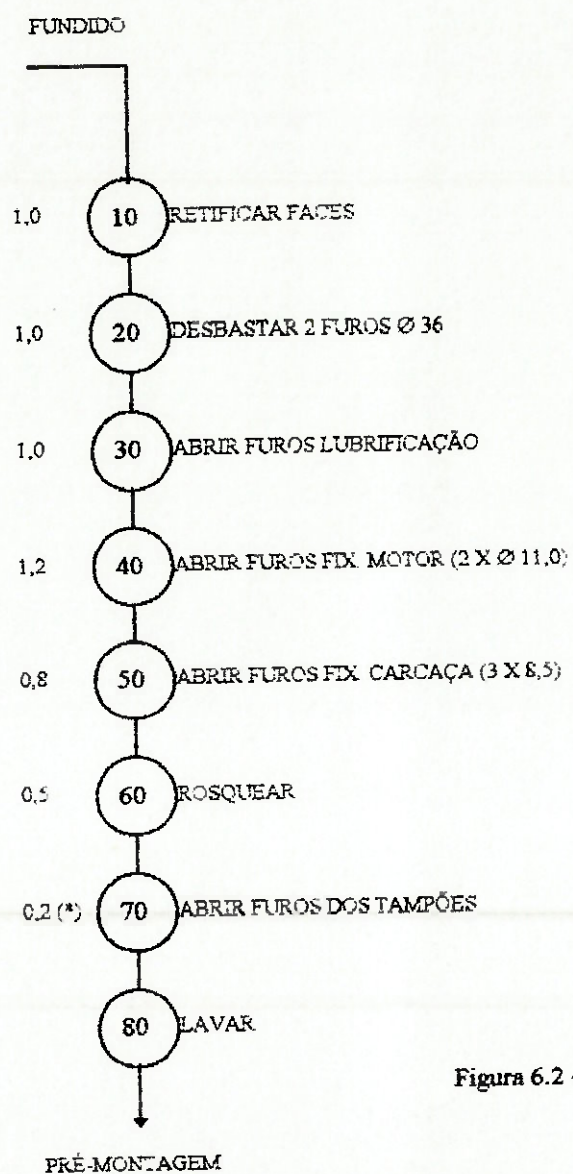 FUNDIDO
1,0 10 RETIFICAR FACES
1,0 20 DESBASTAR 2 FUROS Ø 36
1,0 30 ABRIR FUROS LUBRIFICAÇÃO
1,2 40 ABRIR FUROS FIX. MOTOR (2 X Ø 11,0)
0,8 50 ABRIR FUROS FIX. CARCAÇA (3 X 8,5)
0,5 60 ROSQUEAR
0,2 (*) 70 ABRIR FUROS DOS TAMPÕES
80 LAVAR
Figura 6.2 -
PRÉ-MONTAGEM